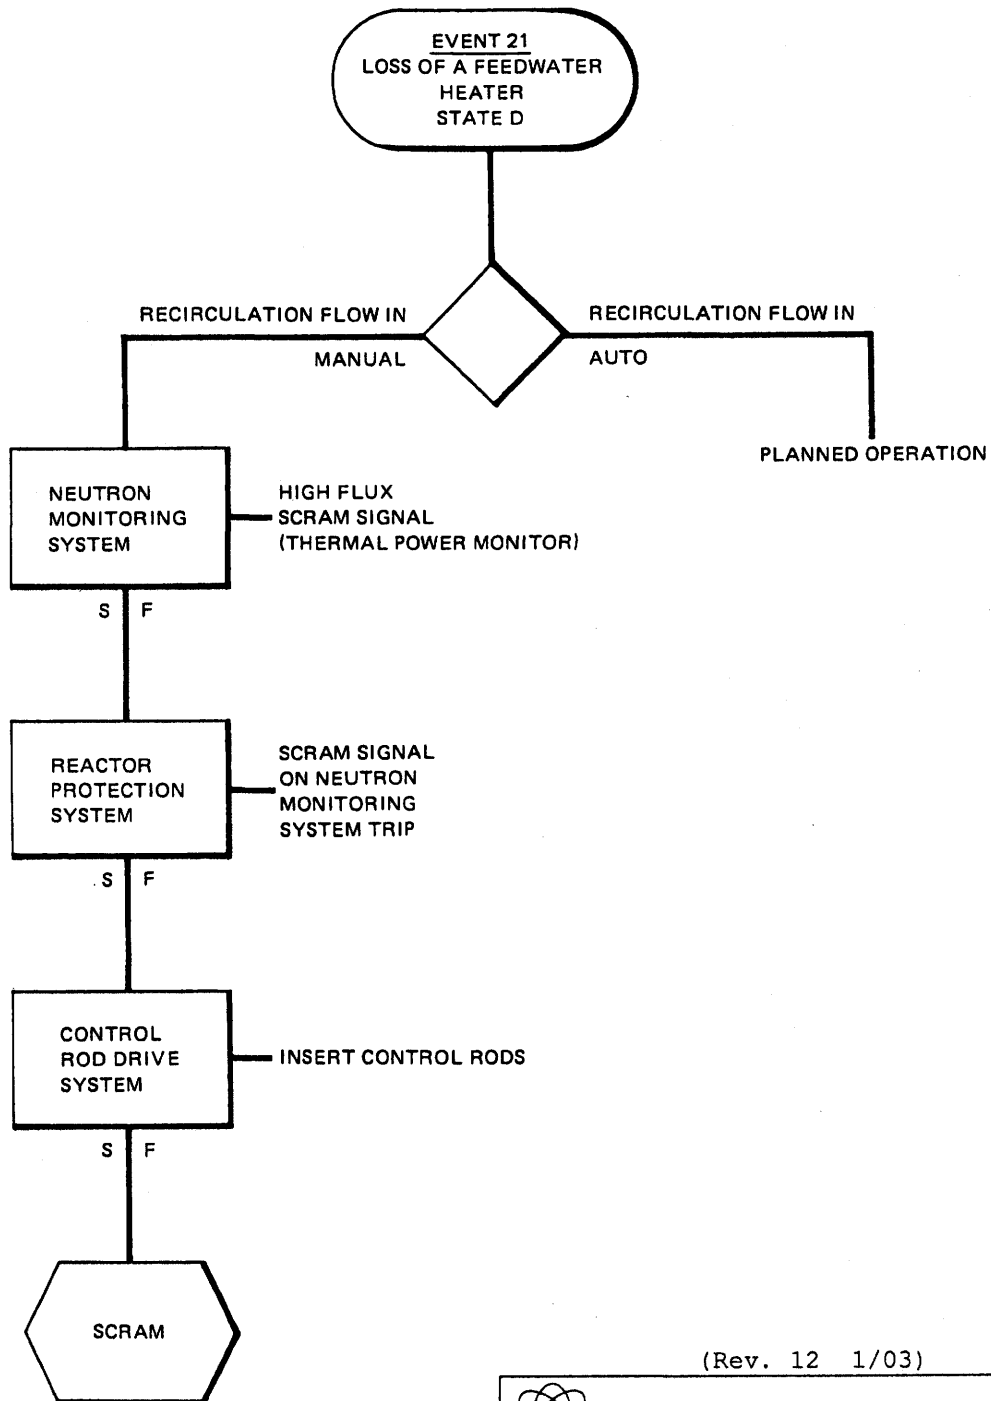 EVENT 21
LOSS OF A FEEDWATER
HEATER
STATE D
RECIRCULATION FLOW IN
MANUAL
RECIRCULATION FLOW IN
AUTO
PLANNED OPERATION
NEUTRON
MONITORING
SYSTEM
HIGH FLUX
SCRAM SIGNAL
(THERMAL POWER MONITOR)
S F
REACTOR
PROTECTION
SYSTEM
SCRAM SIGNAL
ON NEUTRON
MONITORING
SYSTEM TRIP
S F
CONTROL
ROD DRIVE
SYSTEM
INSERT CONTROL RODS
S F
SCRAM
(Rev. 12 1/03)